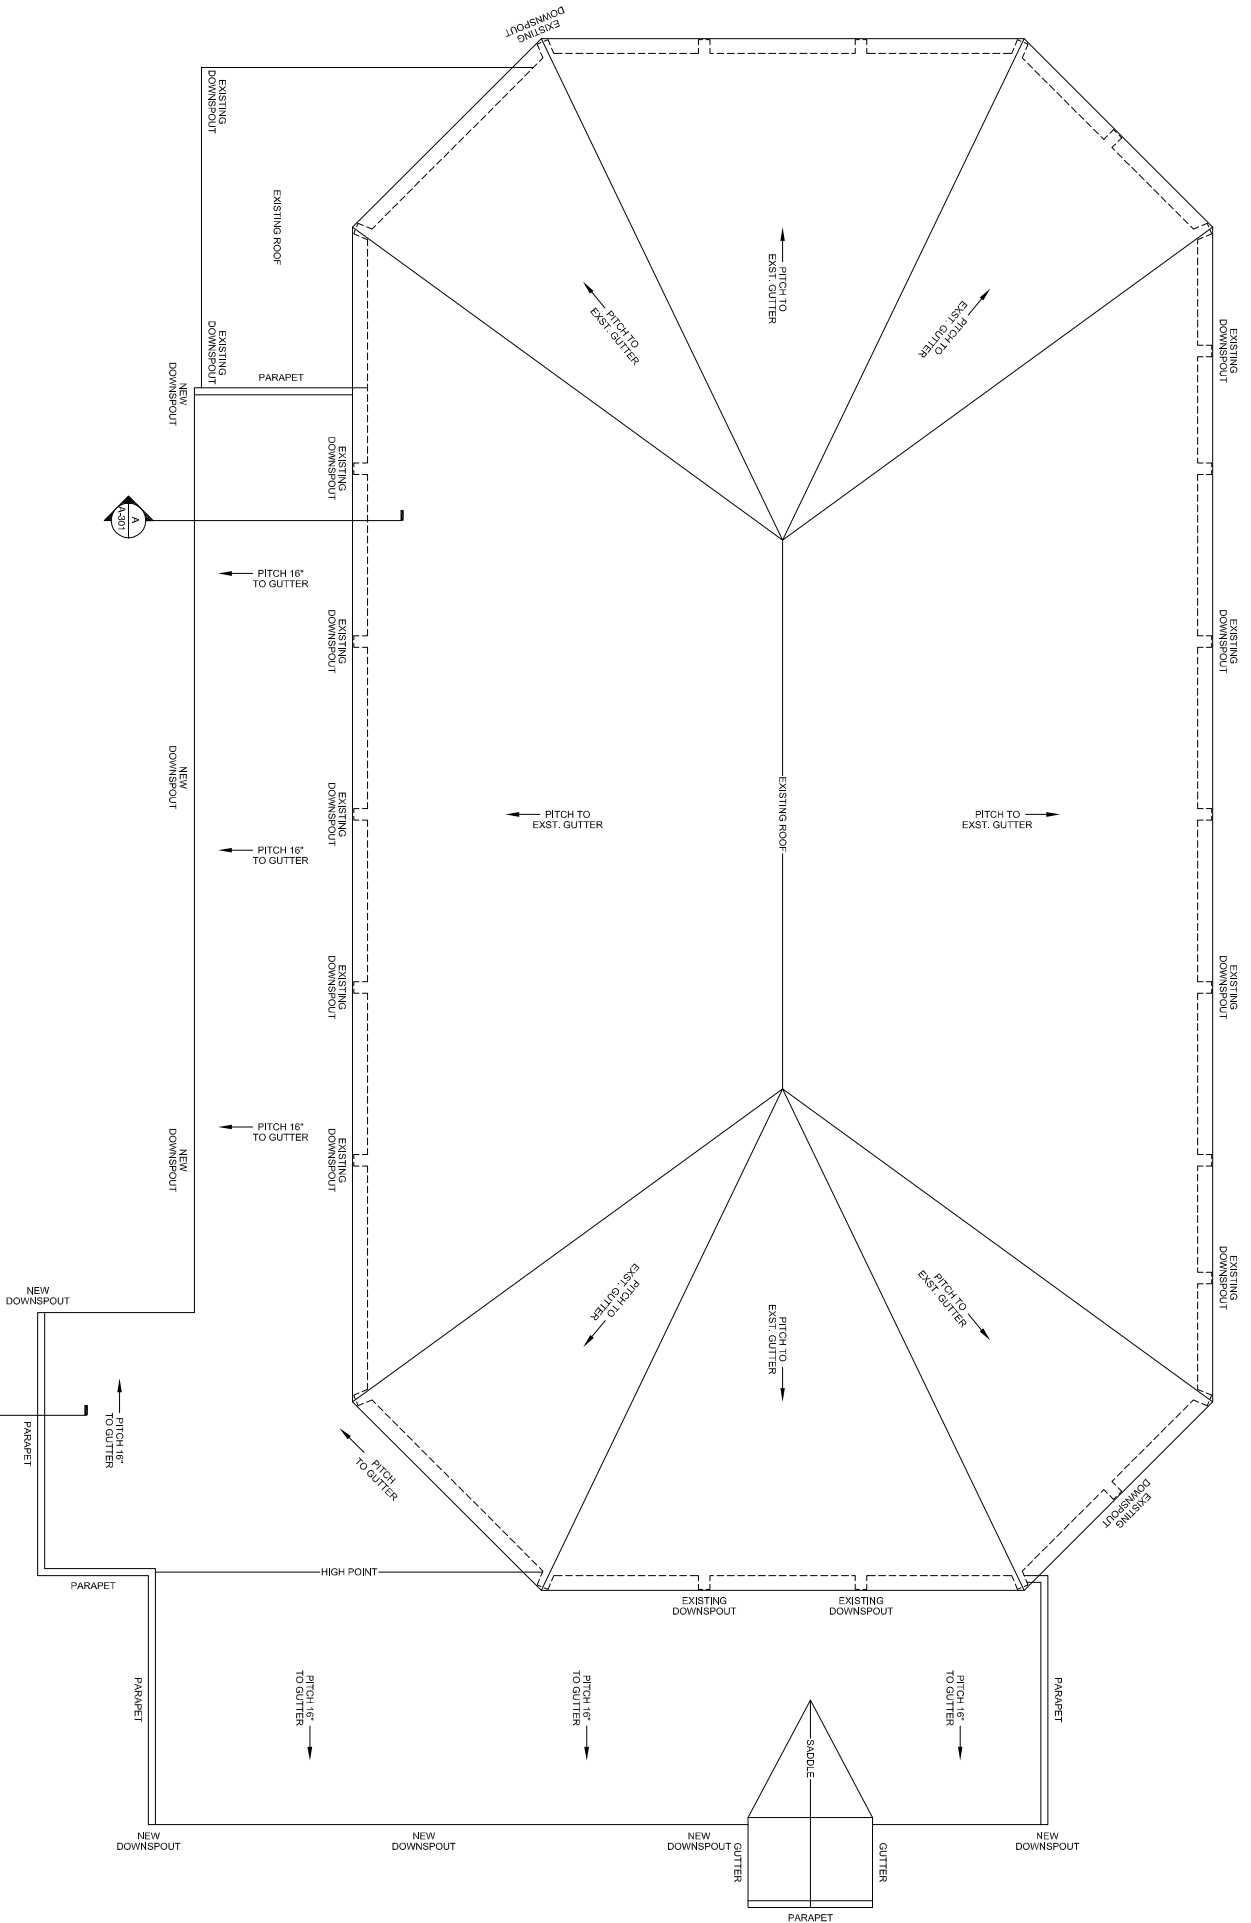 EXISTING
DOWNSPOUT
EXISTING
DOWNSPOUT
EXISTING ROOF
EXISTING
DOWNSPOUT
NEW
DOWNSPOUT
PARAPET
PITCH TO
EXST. GUTTER
PITCH TO
EXST. GUTTER
PITCH TO
EXST. GUTTER
EXISTING
DOWNSPOUT
EXISTING
DOWNSPOUT
A
A-301
PITCH 16"
TO GUTTER
EXISTING
DOWNSPOUT
EXISTING
DOWNSPOUT
NEW
DOWNSPOUT
EXISTING
DOWNSPOUT
PITCH TO
EXST. GUTTER
EXISTING ROOF
PITCH TO
EXST. GUTTER
PITCH 16"
TO GUTTER
EXISTING
DOWNSPOUT
EXISTING
DOWNSPOUT
PITCH 16"
TO GUTTER
NEW
DOWNSPOUT
EXISTING
DOWNSPOUT
PITCH TO
EXST. GUTTER
PITCH TO
EXST. GUTTER
PITCH TO
EXST. GUTTER
EXISTING
DOWNSPOUT
NEW
DOWNSPOUT
PITCH 16"
TO GUTTER
PARAPET
PITCH
TO GUTTER
EXISTING
DOWNSPOUT
HIGH POINT
PARAPET
EXISTING
DOWNSPOUT
EXISTING
DOWNSPOUT
PARAPET
PITCH 16"
TO GUTTER
PITCH 16"
TO GUTTER
PITCH 16"
TO GUTTER
PARAPET
SADDLE
NEW
DOWNSPOUT
NEW
DOWNSPOUT
NEW
DOWNSPOUT
GUTTER
GUTTER
NEW
DOWNSPOUT
PARAPET